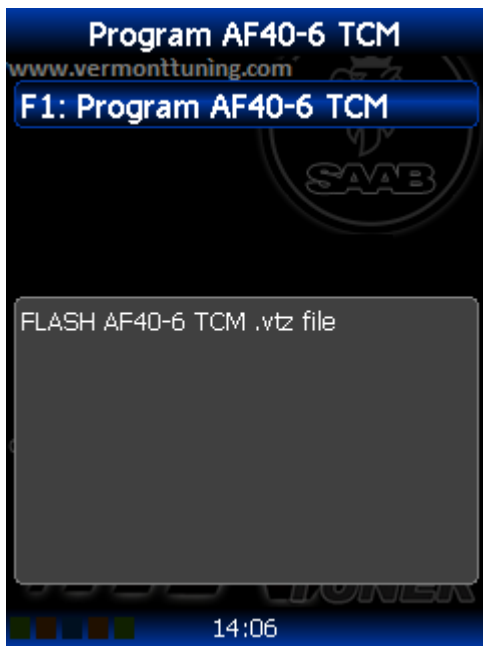 Program AF40-6 TCM
www.vermonttuning.com
F1: Program AF40-6 TCM
SAAB
FLASH AF40-6 TCM .vtz file
TUNER
14:06